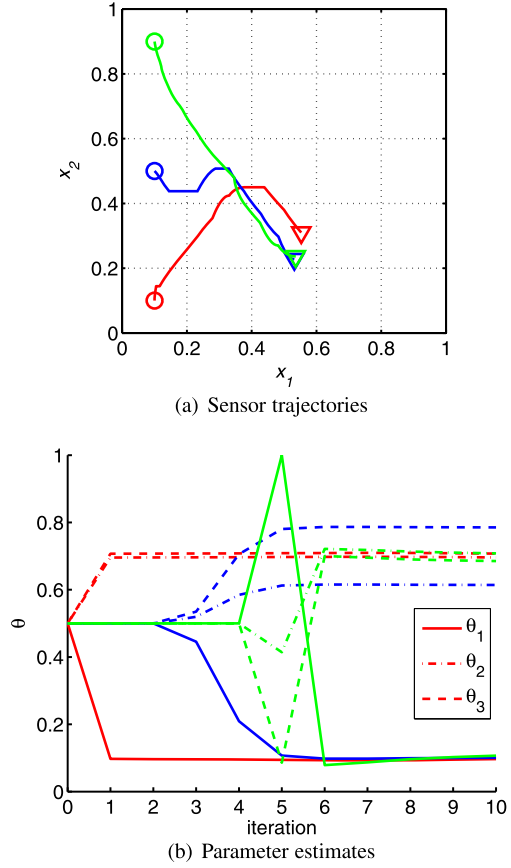 1
0.8
0.6
0.4
0.2
0
x2
0 0.2 0.4 0.6 0.8 1
x1
(a) Sensor trajectories
1
0.8
0.6
0.4
0.2
0
θ
θ1
θ2
θ3
0 1 2 3 4 5 6 7 8 9 10
iteration
(b) Parameter estimates